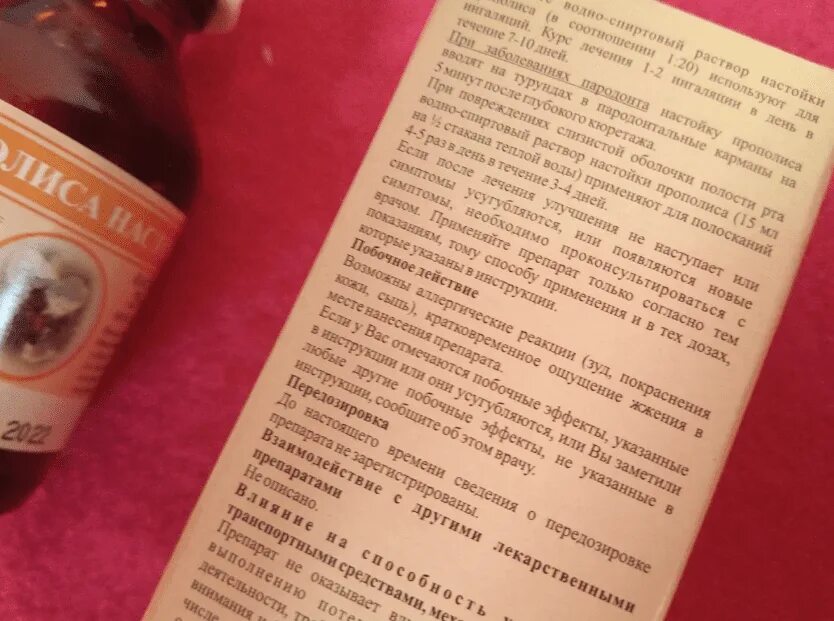 ОЛИСА НАСТ
2022
водно-спиртовый раствор настойки
(в соотношении 1:20) используют для
ингаляций. Курс лечения 1-2 ингаляции в день в
течение 7-10 дней.
При заболеваниях пародонта настойку прополиса
вводят на турундах в пародонтальные карманы на
5 минут после глубокого кюретажа.
При повреждениях слизистой оболочки полости рта
водно-спиртовый раствор настойки прополиса (15 мл
на ½ стакана теплой воды) применяют для полосканий
4-5 раз в день в течение 3-4 дней.
Если после лечения улучшения не наступает или
симптомы усугубляются, или появляются новые
симптомы, необходимо проконсультироваться с
врачом. Применяйте препарат только согласно тем
показаниям, тому способу применения и в тех дозах,
которые указаны в инструкции.
Побочное действие
Возможны аллергические реакции (зуд, покраснения
кожи, сыпь), кратковременное ощущение жжения в
месте нанесения препарата.
Если у Вас отмечаются побочные эффекты, указанные
в инструкции или они усугубляются, или Вы заметили
любые другие побочные эффекты, не указанные в
инструкции, сообщите об этом врачу.
Передозировка
До настоящего времени сведения о передозировке
препарата не зарегистрированы.
Взаимодействие с другими лекарственными
препаратами
Не описано.
Влияние на способность
транспортными средствами,
Препарат не оказывает
выполнению
деятельности,
внимания и
числе